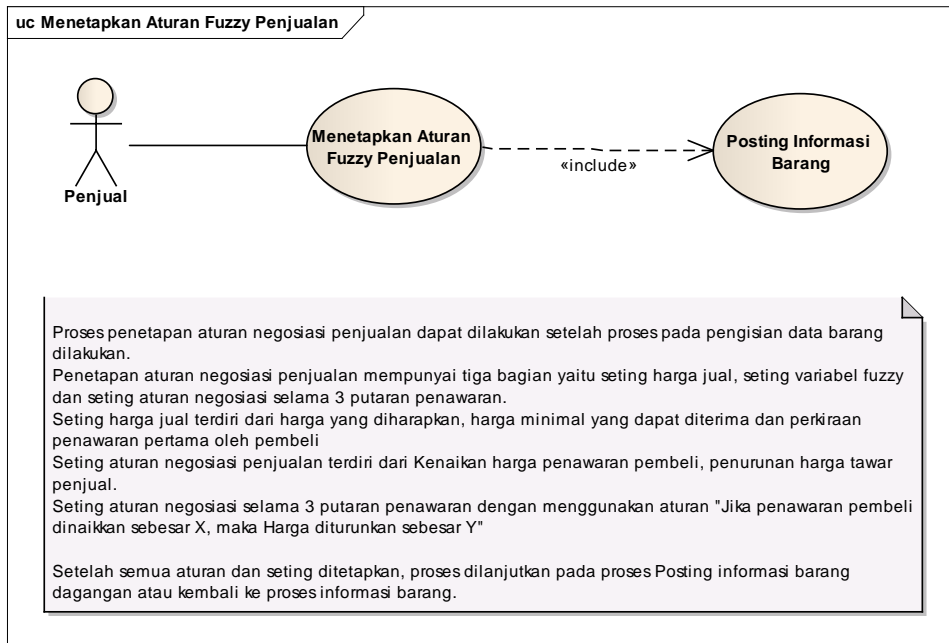 uc Menetapkan Aturan Fuzzy Penjualan
Penjual
Menetapkan Aturan
Fuzzy Penjualan
«include»
Posting Informasi
Barang
Proses penetapan aturan negosiasi penjualan dapat dilakukan setelah proses pada pengisian data barang
dilakukan.
Penetapan aturan negosiasi penjualan mempunyai tiga bagian yaitu seting harga jual, seting variabel fuzzy
dan seting aturan negosiasi selama 3 putaran penawaran.
Seting harga jual terdiri dari harga yang diharapkan, harga minimal yang dapat diterima dan perkiraan
penawaran pertama oleh pembeli
Seting aturan negosiasi penjualan terdiri dari Kenaikan harga penawaran pembeli, penurunan harga tawar
penjual.
Seting aturan negosiasi selama 3 putaran penawaran dengan menggunakan aturan "Jika penawaran pembeli
dinaikkan sebesar X, maka Harga diturunkan sebesar Y"
Setelah semua aturan dan seting ditetapkan, proses dilanjutkan pada proses Posting informasi barang
dagangan atau kembali ke proses informasi barang.